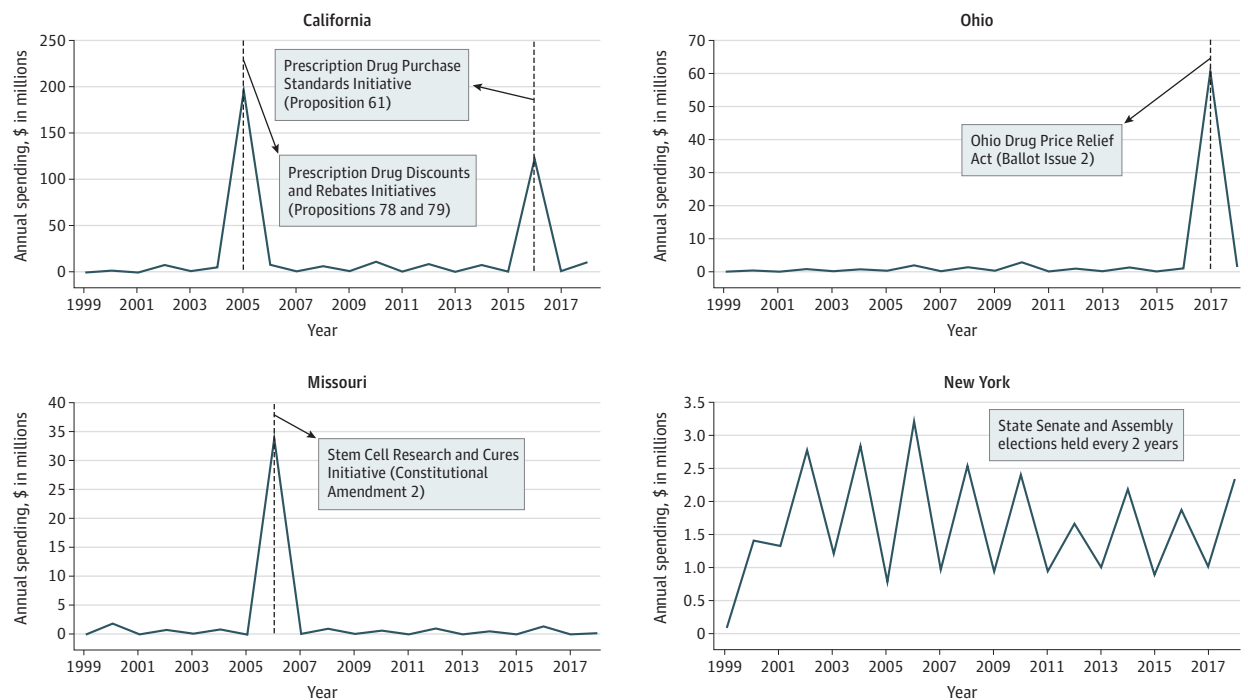 California
Annual spending, $ in millions
250
200
150
100
50
0
Prescription Drug Purchase
Standards Initiative
(Proposition 61)
Prescription Drug Discounts
and Rebates Initiatives
(Propositions 78 and 79)
1999 2001 2003 2005 2007 2009 2011 2013 2015 2017
Year
Ohio
Annual spending, $ in millions
70
60
50
40
30
20
10
0
Ohio Drug Price Relief
Act (Ballot Issue 2)
1999 2001 2003 2005 2007 2009 2011 2013 2015 2017
Year
Missouri
Annual spending, $ in millions
40
35
30
25
20
15
10
5
0
Stem Cell Research and Cures
Initiative (Constitutional
Amendment 2)
1999 2001 2003 2005 2006 2007 2009 2011 2013 2015 2017
Year
New York
Annual spending, $ in millions
3.5
3.0
2.5
2.0
1.5
1.0
0.5
0
State Senate and Assembly
elections held every 2 years
1999 2001 2003 2005 2007 2009 2011 2013 2015 2017
Year